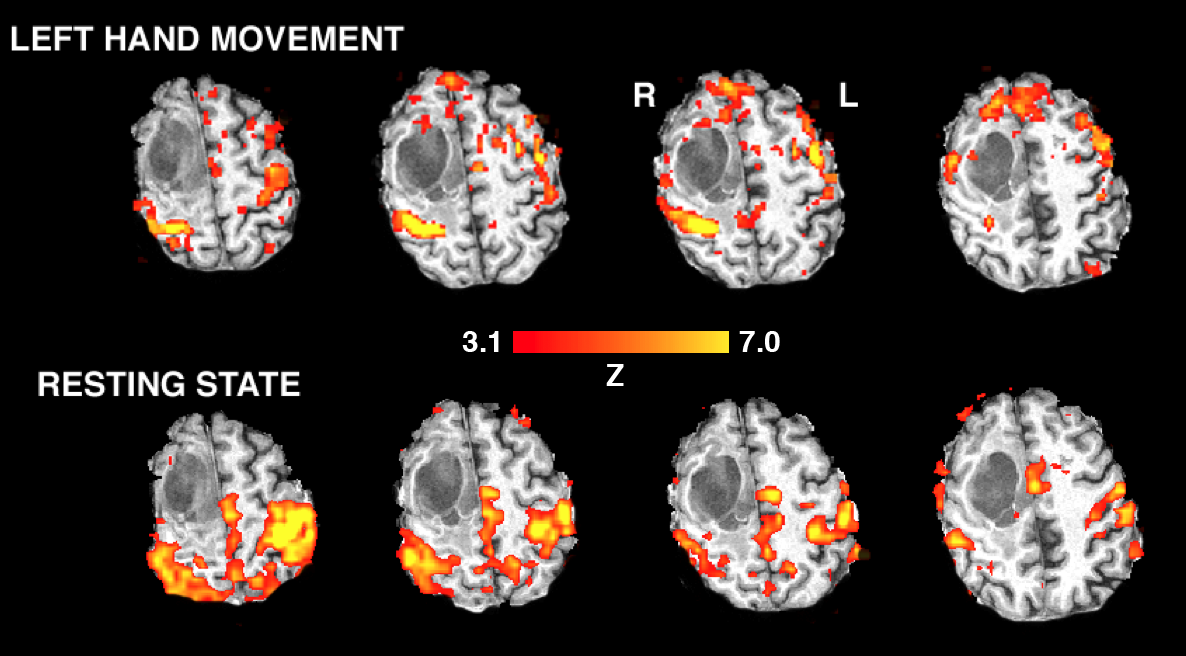 LEFT HAND MOVEMENT
R L
3.1 7.0
Z
RESTING STATE